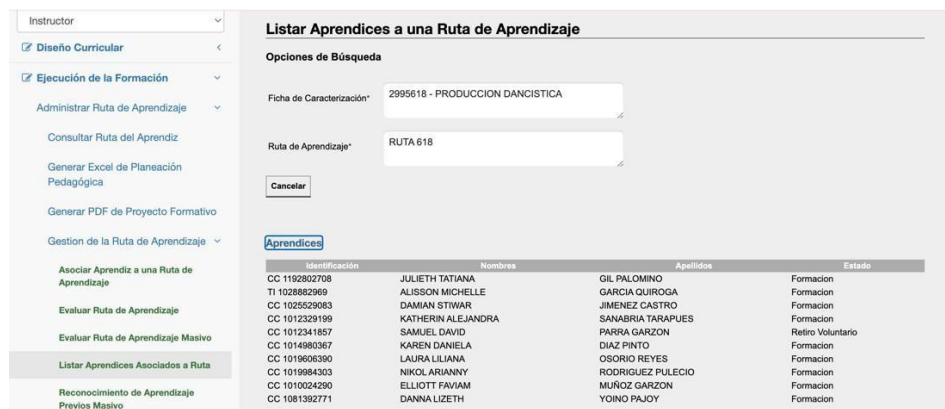 Instructor
Diseño Curricular
Ejecución de la Formación
Administrar Ruta de Aprendizaje
Consultar Ruta del Aprendiz
Generar Excel de Planeación
Pedagógica
Generar PDF de Proyecto Formativo
Gestion de la Ruta de Aprendizaje
Asociar Aprendiz a una Ruta de
Aprendizaje
Evaluar Ruta de Aprendizaje
Evaluar Ruta de Aprendizaje Masivo
Listar Aprendices Asociados a Ruta
Reconocimiento de Aprendizaje
Previos Masivo
Listar Aprendices a una Ruta de Aprendizaje
Opciones de Búsqueda
Ficha de Caracterización* 2995618 - PRODUCCION DANCISTICA
Ruta de Aprendizaje* RUTA 618
Cancelar
Aprendices
Identificación Nombres Apellidos Estado
CC 1192802708 JULIETH TATIANA GIL PALOMINO Formacion
TI 1028882969 ALISSON MICHELLE GARCIA QUIROGA Formacion
CC 1025529083 DAMIAN STIWAR JIMENEZ CASTRO Formacion
CC 1012329199 KATHERIN ALEJANDRA SANABRIA TARAPUES Formacion
CC 1012341857 SAMUEL DAVID PARRA GARZON Retiro Voluntario
CC 1014980367 KAREN DANIELA DIAZ PINTO Formacion
CC 1019606390 LAURA LILIANA OSORIO REYES Formacion
CC 1019984303 NIKOL ARIANNY RODRIGUEZ PULECIO Formacion
CC 1010024290 ELLIOTT FAVIAM MUÑOZ GARZON Formacion
CC 1081392771 DANNA LIZETH YOINO PAJOY Formacion